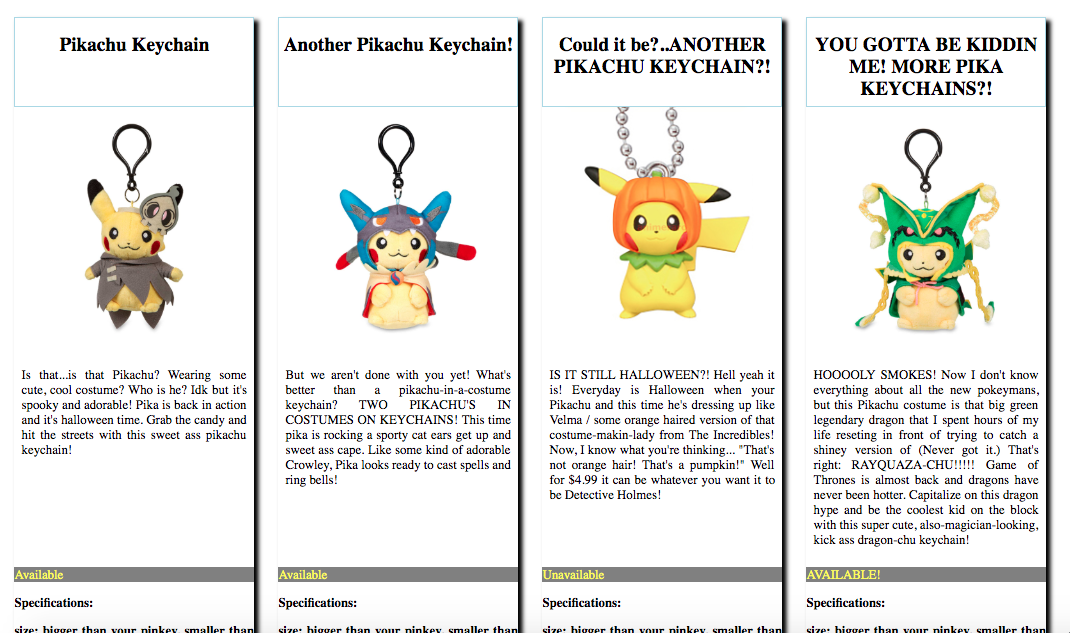 Pikachu Keychain
Is that...is that Pikachu? Wearing some
cute, cool costume? Who is he? Idk but it's
spooky and adorable! Pika is back in action
and it's halloween time. Grab the candy and
hit the streets with this sweet ass pikachu
keychain!
Available
Specifications:
size: bigger than your pinkey, smaller than
Another Pikachu Keychain!
But we aren't done with you yet! What's
better than a pikachu-in-a-costume
keychain? TWO PIKACHU'S IN
COSTUMES ON KEYCHAINS! This time
pika is rocking a sporty cat ears get up and
sweet ass cape. Like some kind of adorable
Crowley, Pika looks ready to cast spells and
ring bells!
Available
Specifications:
size: bigger than your pinkey, smaller than
Could it be?..ANOTHER
PIKACHU KEYCHAIN?!
IS IT STILL HALLOWEEN?! Hell yeah it
is! Everyday is Halloween when your
Pikachu and this time he's dressing up like
Velma / some orange haired version of that
costume-makin-lady from The Incredibles!
Now, I know what you're thinking... "That's
not orange hair! That's a pumpkin!" Well
for $4.99 it can be whatever you want it to
be Detective Holmes!
Unavailable
Specifications:
size: bigger than your pinkey, smaller than
YOU GOTTA BE KIDDIN
ME! MORE PIKA
KEYCHAINS?!
HOOOOLY SMOKES! Now I don't know
everything about all the new pokeymans,
but this Pikachu costume is that big green
legendary dragon that I spent hours of my
life reseting in front of trying to catch a
shiney version of (Never got it.) That's
right: RAYQUAZA-CHU!!!!! Game of
Thrones is almost back and dragons have
never been hotter. Capitalize on this dragon
hype and be the coolest kid on the block
with this super cute, also-magician-looking,
kick ass dragon-chu keychain!
AVAILABLE!
Specifications:
size: bigger than your pinkey, smaller than